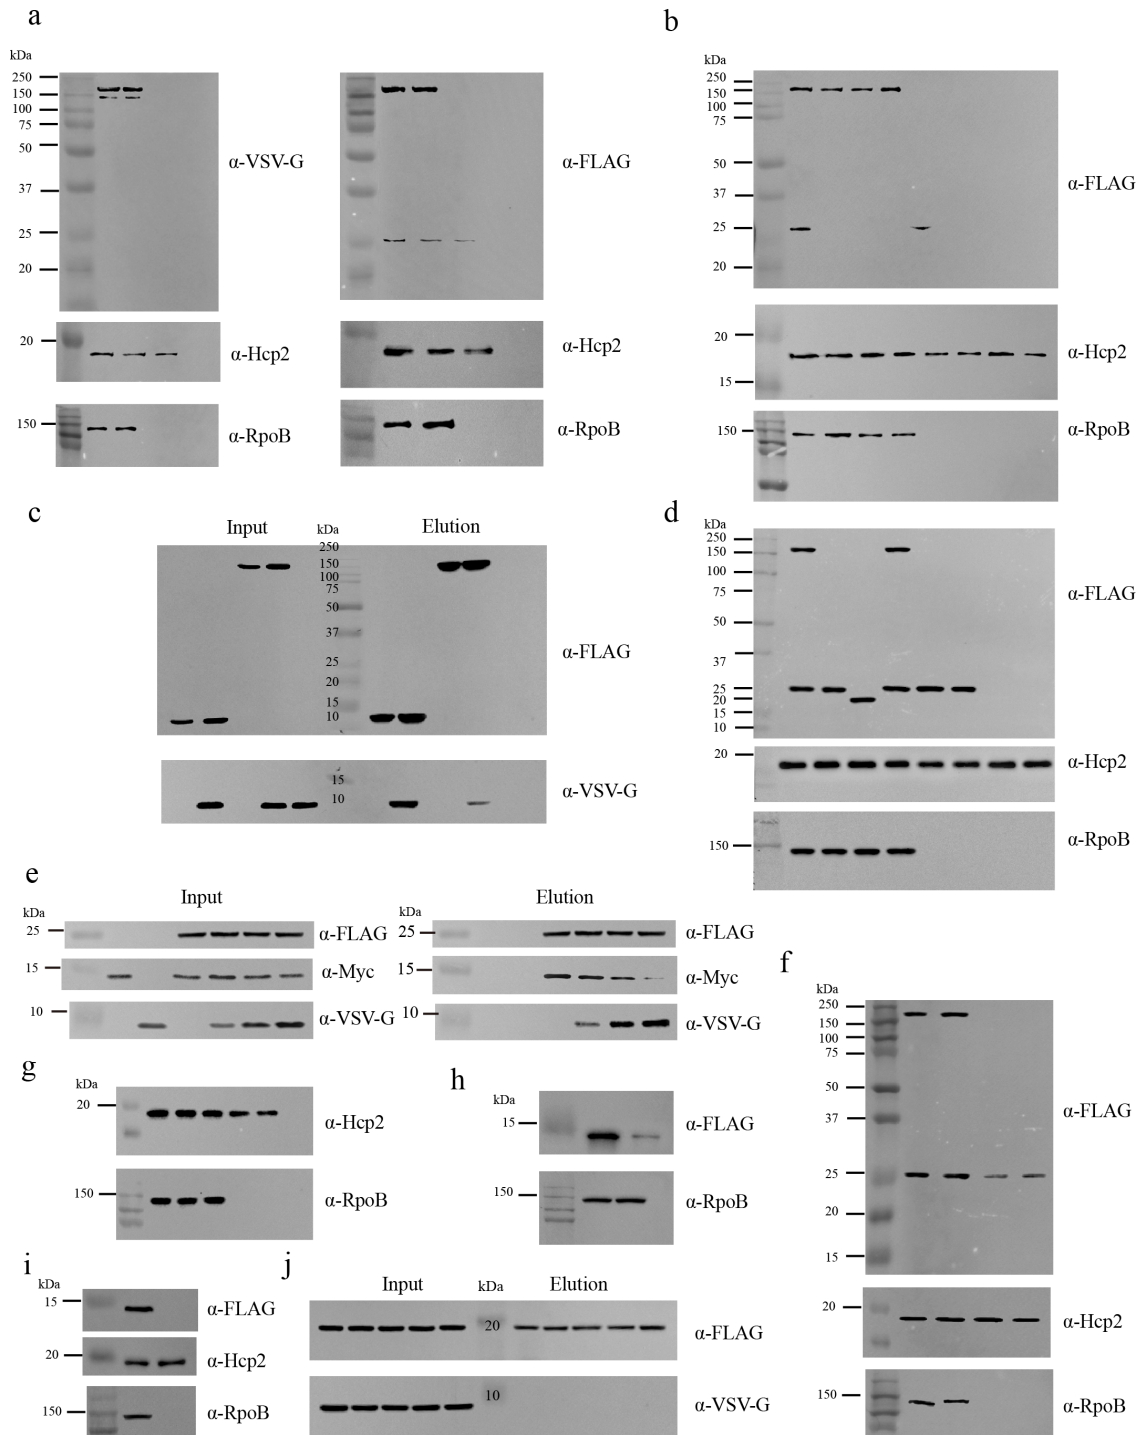 a
kDa
250
150
100
75
50
37
25
20
α-VSV-G
α-FLAG
20
α-Hcp2
α-Hcp2
150
α-RpoB
α-RpoB
b
kDa
250
150
100
75
50
37
25
20
α-FLAG
20
15
α-Hcp2
150
α-RpoB
c
Input
kDa
Elution
250
150
100
75
50
37
25
20
15
10
α-FLAG
15
10
α-VSV-G
d
kDa
250
150
100
75
50
37
25
20
15
10
α-FLAG
20
α-Hcp2
150
α-RpoB
e
Input
Elution
kDa
25
α-FLAG
15
α-Myc
10
α-VSV-G
kDa
25
α-FLAG
15
α-Myc
10
α-VSV-G
f
kDa
250
150
100
75
50
37
25
20
15
α-FLAG
20
α-Hcp2
150
α-RpoB
g
kDa
20
α-Hcp2
150
α-RpoB
h
kDa
15
α-FLAG
150
α-RpoB
i
kDa
15
α-FLAG
20
α-Hcp2
150
α-RpoB
j
Input
kDa
Elution
20
α-FLAG
10
α-VSV-G